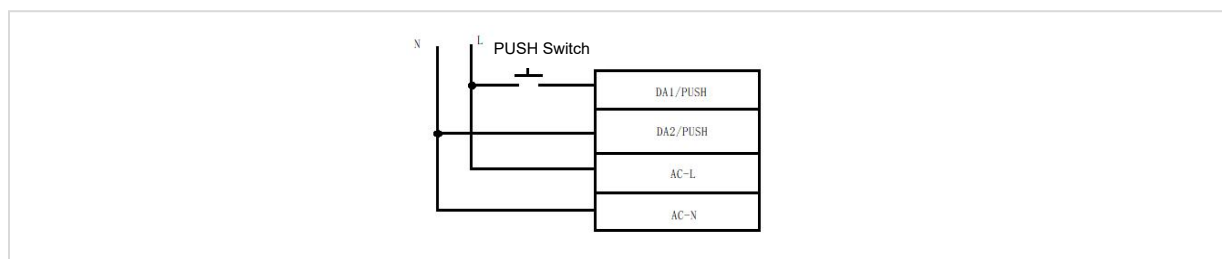 N
L
PUSH Switch
DA1/PUSH
DA2/PUSH
AC-L
AC-N